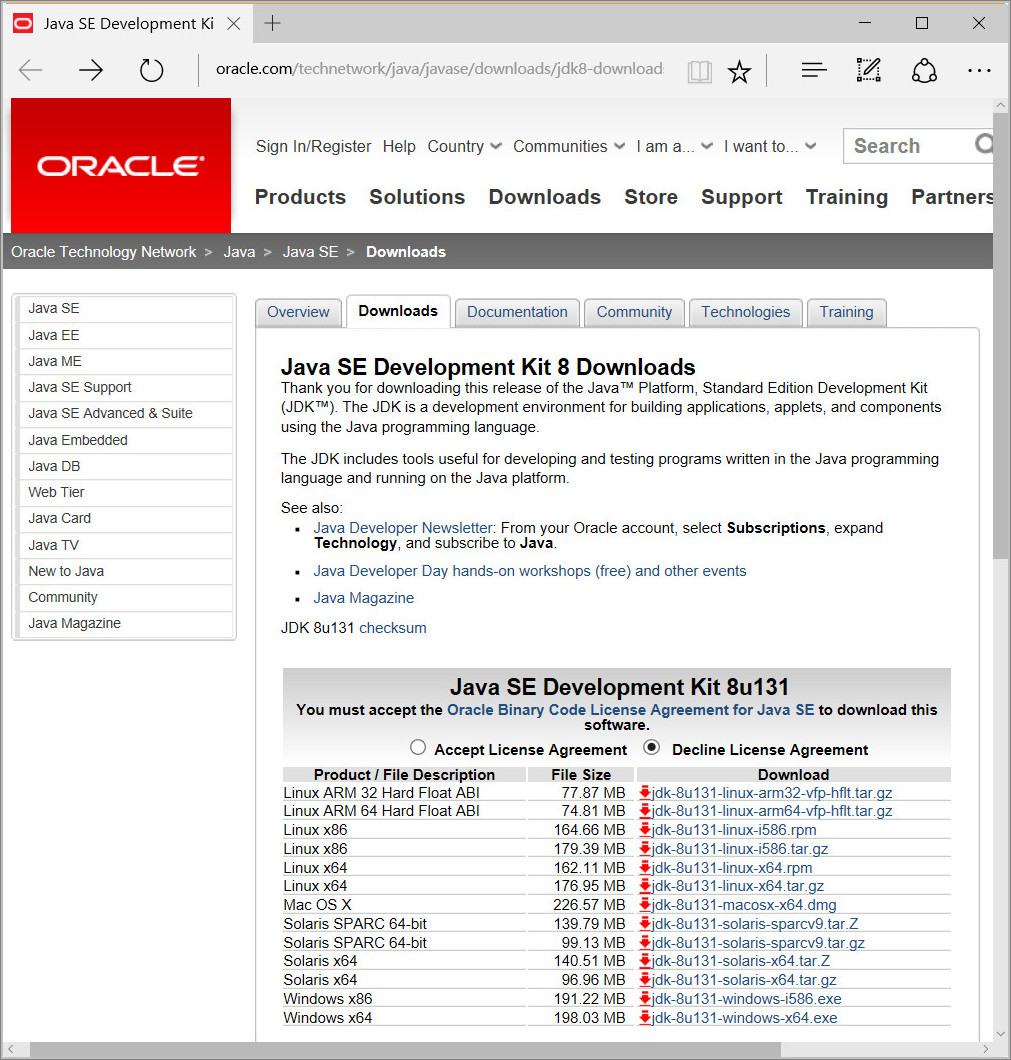 Java SE Development Ki
oracle.com/technetwork/java/javase/downloads/jdk8-download
ORACLE
Sign In/Register Help Country Communities I am a... I want to... Search
Products Solutions Downloads Store Support Training Partners
Oracle Technology Network > Java > Java SE > Downloads
Java SE
Java EE
Java ME
Java SE Support
Java SE Advanced & Suite
Java Embedded
Java DB
Web Tier
Java Card
Java TV
New to Java
Community
Java Magazine
Overview Downloads Documentation Community Technologies Training
Java SE Development Kit 8 Downloads
Thank you for downloading this release of the Java™ Platform, Standard Edition Development Kit
(JDK™). The JDK is a development environment for building applications, applets, and components
using the Java programming language.
The JDK includes tools useful for developing and testing programs written in the Java programming
language and running on the Java platform.
See also:
Java Developer Newsletter: From your Oracle account, select Subscriptions, expand
Technology, and subscribe to Java.
Java Developer Day hands-on workshops (free) and other events
Java Magazine
JDK 8u131 checksum
Java SE Development Kit 8u131
You must accept the Oracle Binary Code License Agreement for Java SE to download this
software.
Accept License Agreement Decline License Agreement
Product / File Description File Size Download
Linux ARM 32 Hard Float ABI 77.87 MB jdk-8u131-linux-arm32-vfp-hflt.tar.gz
Linux ARM 64 Hard Float ABI 74.81 MB jdk-8u131-linux-arm64-vfp-hflt.tar.gz
Linux x86 164.66 MB jdk-8u131-linux-i586.rpm
Linux x86 179.39 MB jdk-8u131-linux-i586.tar.gz
Linux x64 162.11 MB jdk-8u131-linux-x64.rpm
Linux x64 176.95 MB jdk-8u131-linux-x64.tar.gz
Mac OS X 226.57 MB jdk-8u131-macosx-x64.dmg
Solaris SPARC 64-bit 139.79 MB jdk-8u131-solaris-sparcv9.tar.Z
Solaris SPARC 64-bit 99.13 MB jdk-8u131-solaris-sparcv9.tar.gz
Solaris x64 140.51 MB jdk-8u131-solaris-x64.tar.Z
Solaris x64 96.96 MB jdk-8u131-solaris-x64.tar.gz
Windows x86 191.22 MB jdk-8u131-windows-i586.exe
Windows x64 198.03 MB jdk-8u131-windows-x64.exe